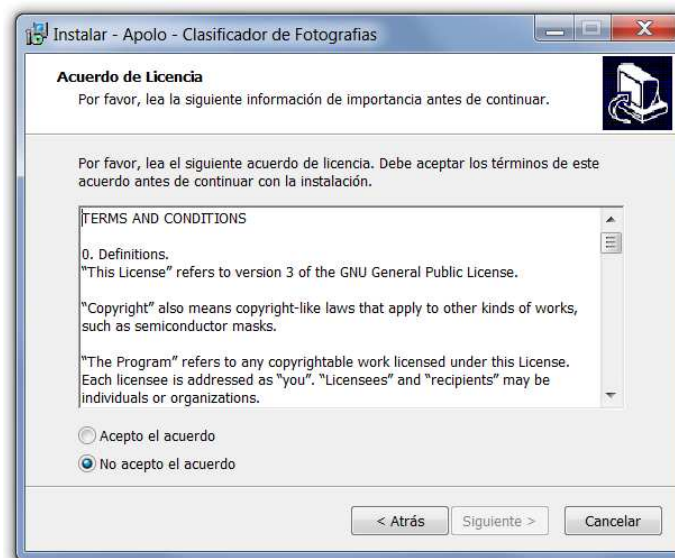 Instalar - Apolo - Clasificador de Fotografias
Acuerdo de Licencia
Por favor, lea la siguiente información de importancia antes de continuar.
Por favor, lea el siguiente acuerdo de licencia. Debe aceptar los términos de este
acuerdo antes de continuar con la instalación.
TERMS AND CONDITIONS
0. Definitions.
“This License” refers to version 3 of the GNU General Public License.
“Copyright” also means copyright-like laws that apply to other kinds of works,
such as semiconductor masks.
“The Program” refers to any copyrightable work licensed under this License.
Each licensee is addressed as “you”. “Licensees” and “recipients” may be
individuals or organizations.
Acepto el acuerdo
No acepto el acuerdo
< Atrás
Siguiente >
Cancelar